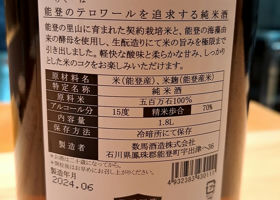 能登のテロワールを追求する純米酒
能登の里山に育まれた契約栽培米と、能登の海藻由
来の酵母を使用し、生酛造りにて米の旨みを極限まで
引き出しました。軽快な酸味と柔らかな甘み、しっかり
とした米のコクをお楽しみいただけます。
原材料名 米(能登産)、米麹(能登産米)
特定名称 純米酒
原料米 五百万石100%
アルコール分 15度 精米歩合 70%
内容量 1.8L
保存方法 冷暗所にて保存
製造者 数馬酒造株式会社
石川県鳳珠郡能登町宇出津ヘ36
製造年月
2024.06